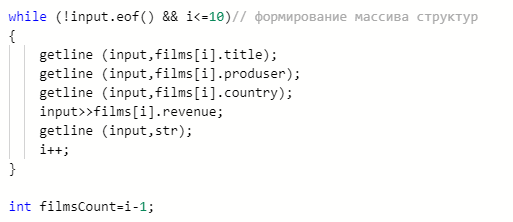 while (!input.eof() && i<=10)// формирование массива структур
{
getline (input,films[i].title);
getline (input,films[i].produser);
getline (input,films[i].country);
input>>films[i].revenue;
getline (input,str);
i++;
}
int filmsCount=i-1;